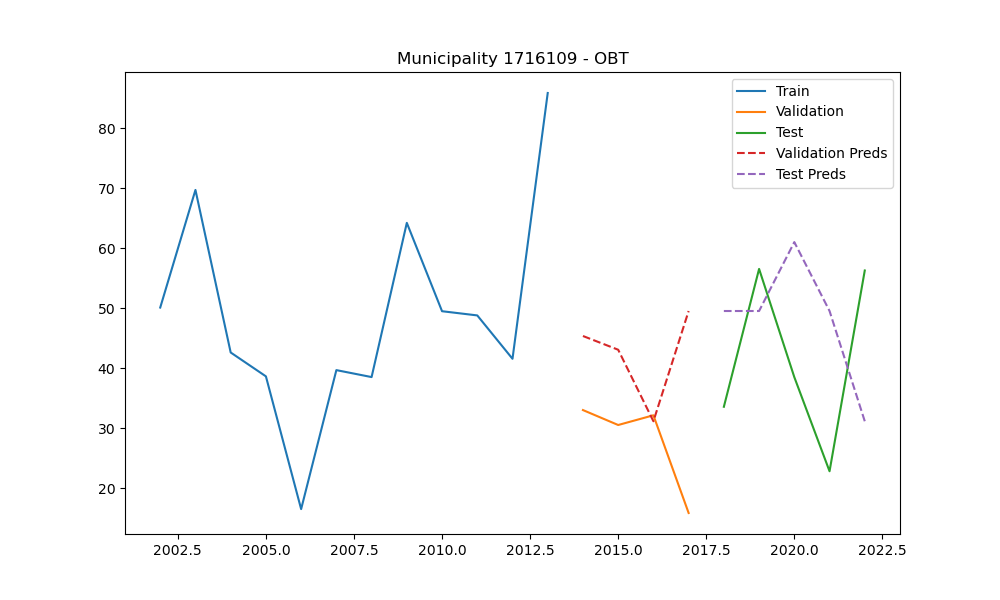 Municipality 1716109 - OBT
Train
Validation
Test
Validation Preds
Test Preds
80
70
60
50
40
30
20
2002.5 2005.0 2007.5 2010.0 2012.5 2015.0 2017.5 2020.0 2022.5